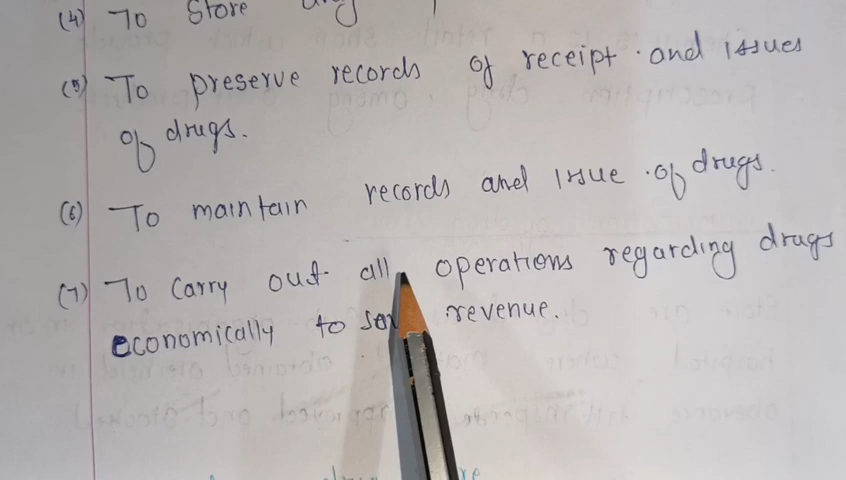 (4) To Store
(5) To preserve records of receipt and issues
of drugs.
(6) To maintain records and issue of drugs.
(7) To carry out all operations regarding drugs
economically to revenue.